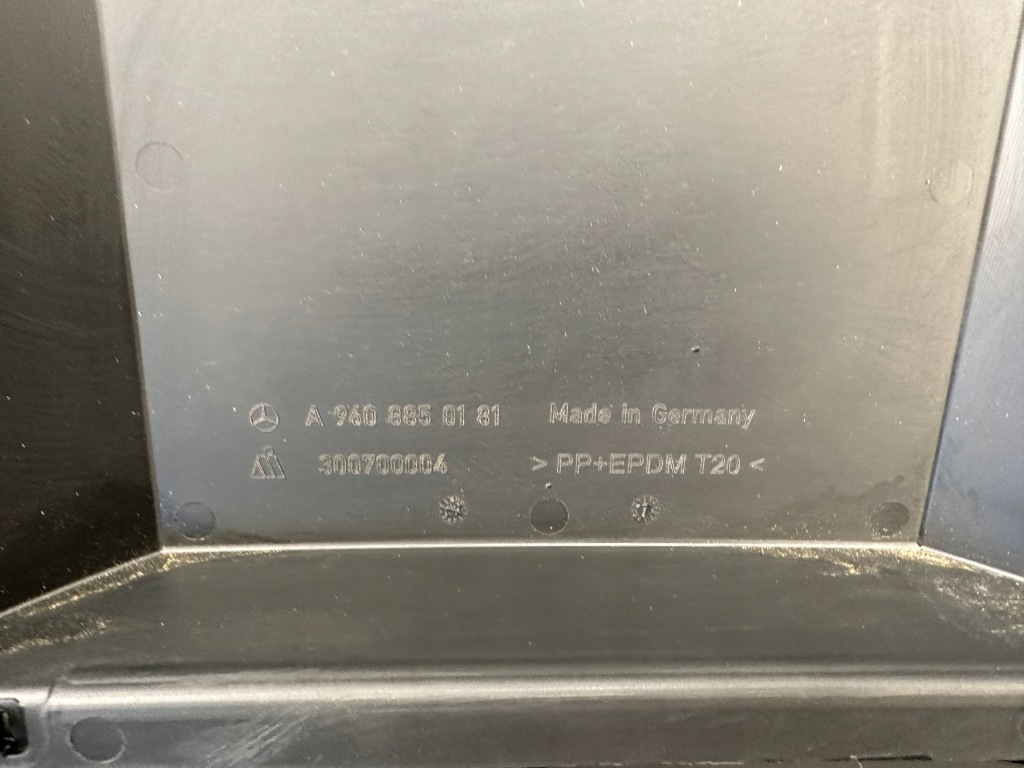 A 960 885 01 81 Made in Germany
300700004 > PP+EPDM T20 <